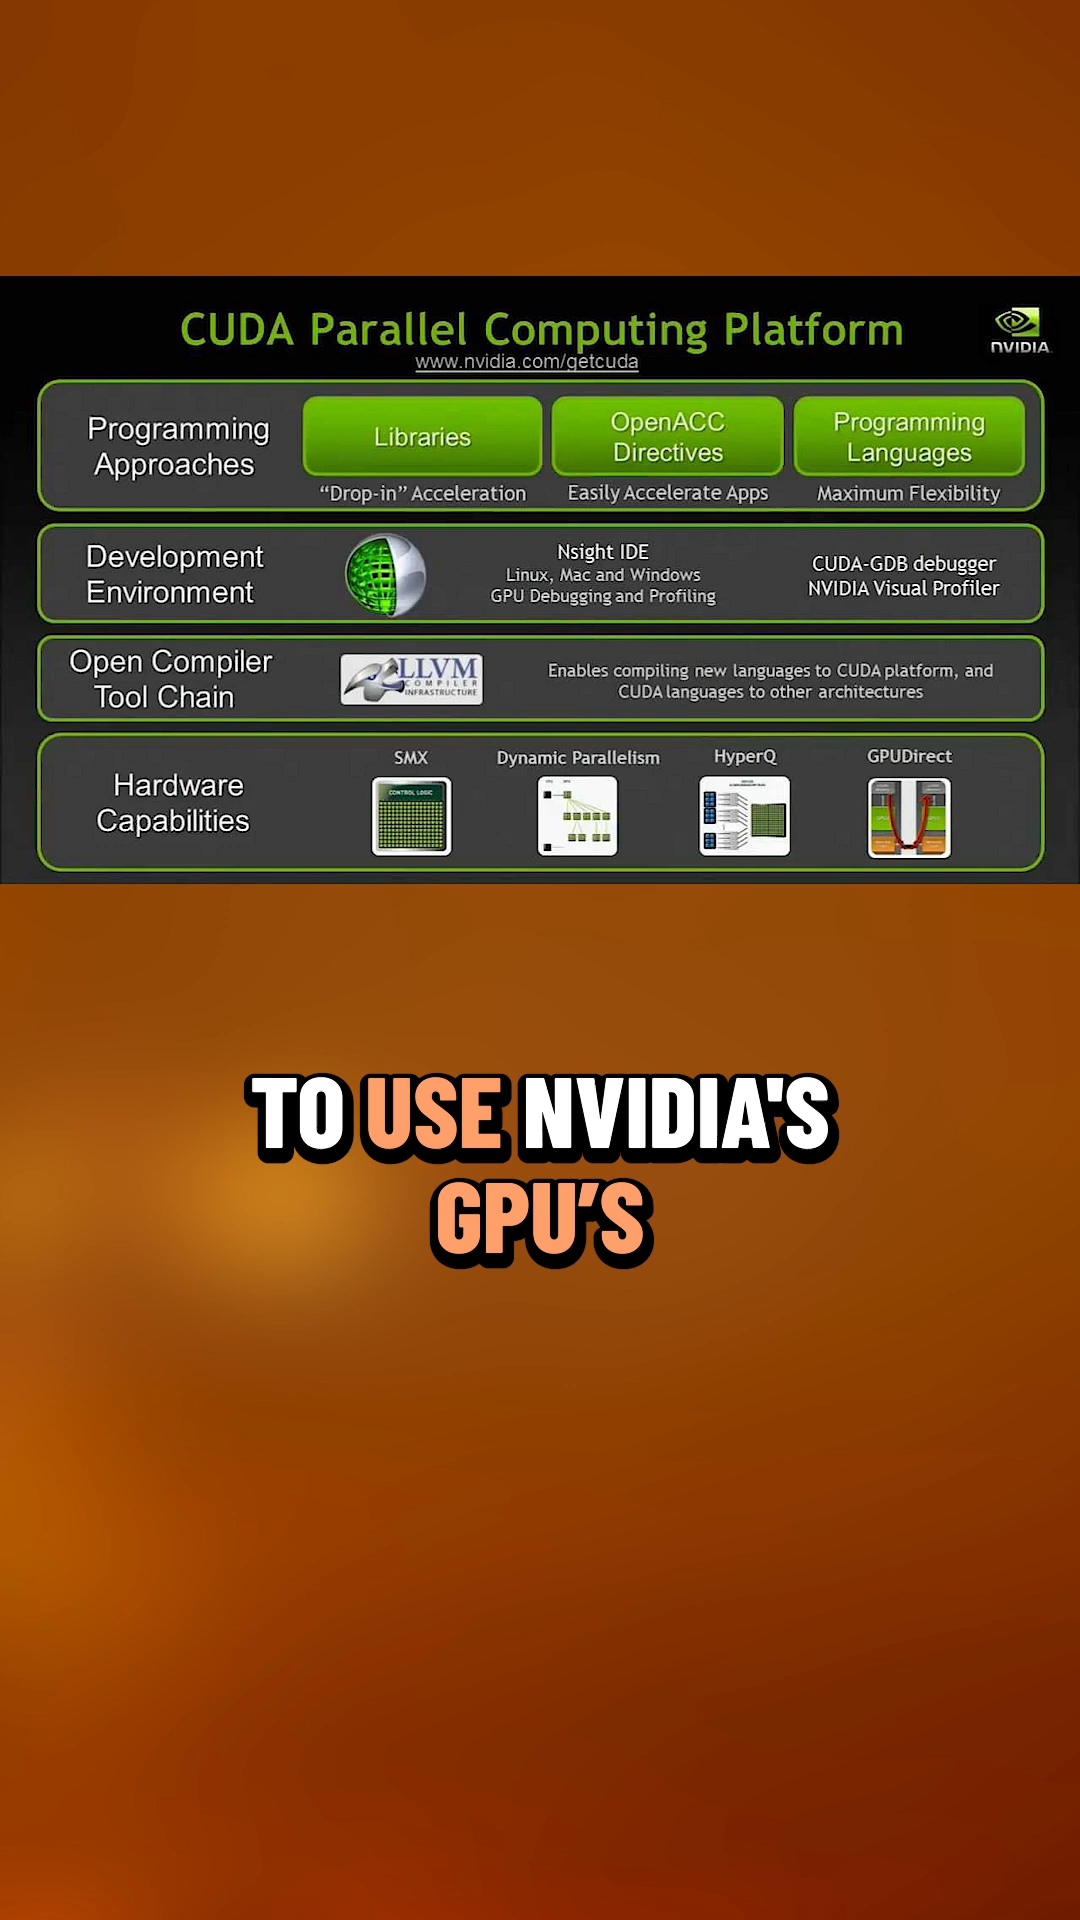 CUDA Parallel Computing Platform
www.nvidia.com/getcuda
NVIDIA.
Programming
Approaches
Libraries
"Drop-in" Acceleration
OpenACC
Directives
Easily Accelerate Apps
Programming
Languages
Maximum Flexibility
Development
Environment
Nsight IDE
Linux, Mac and Windows
GPU Debugging and Profiling
CUDA-GDB debugger
NVIDIA Visual Profiler
Open Compiler
Tool Chain
LLVM
COMPILER
INFRASTRUCTURE
Enables compiling new languages to CUDA platform, and
CUDA languages to other architectures
Hardware
Capabilities
SMX
CONTROL LOGIC
Dynamic Parallelism
HyperQ
GPUDirect
TO USE NVIDIA'S
GPU’S